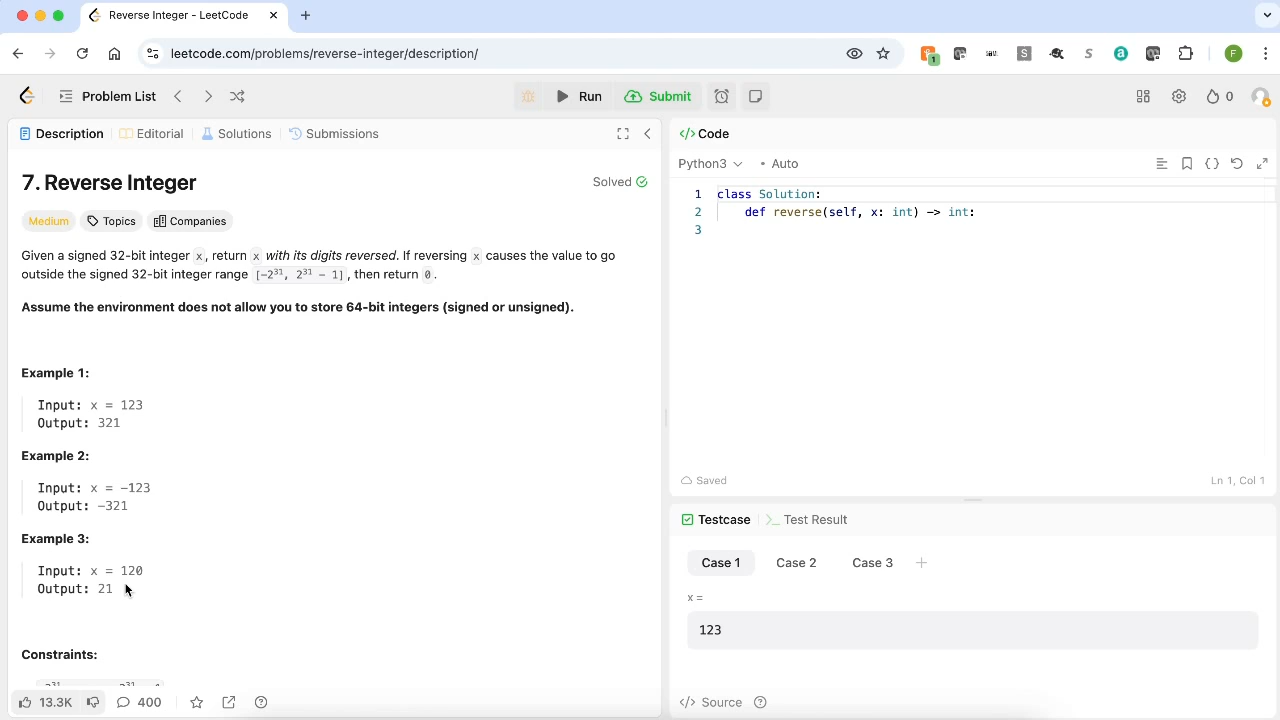 Reverse Integer - LeetCode
leetcode.com/problems/reverse-integer/description/
1
S
S
a
F
Problem List
Run
Submit
0
Description
Editorial
Solutions
Submissions
7. Reverse Integer
Solved
Medium
Topics
Companies
Given a signed 32-bit integer x, return x with its digits reversed. If reversing x causes the value to go
outside the signed 32-bit integer range [-2³¹, 2³¹ - 1], then return 0.
Assume the environment does not allow you to store 64-bit integers (signed or unsigned).
Example 1:
Input: x = 123
Output: 321
Example 2:
Input: x = -123
Output: -321
Example 3:
Input: x = 120
Output: 21
Constraints:
13.3K
400
</> Code
Python3
• Auto
1 class Solution:
2     def reverse(self, x: int) -> int:
3
Saved
Ln 1, Col 1
Testcase
Test Result
Case 1
Case 2
Case 3
x =
123
</> Source